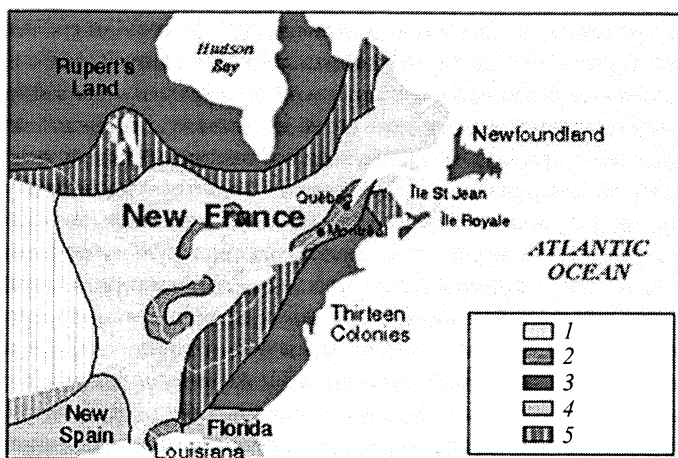 Hudson
Bay
Rupert's
Land
Newfoundland
Québec
Île St Jean
New France
Île Royale
Montréal
ATLANTIC
OCEAN
Thirteen
Colonies
1
2
3
4
5
New
Spain
Florida
Louisiana